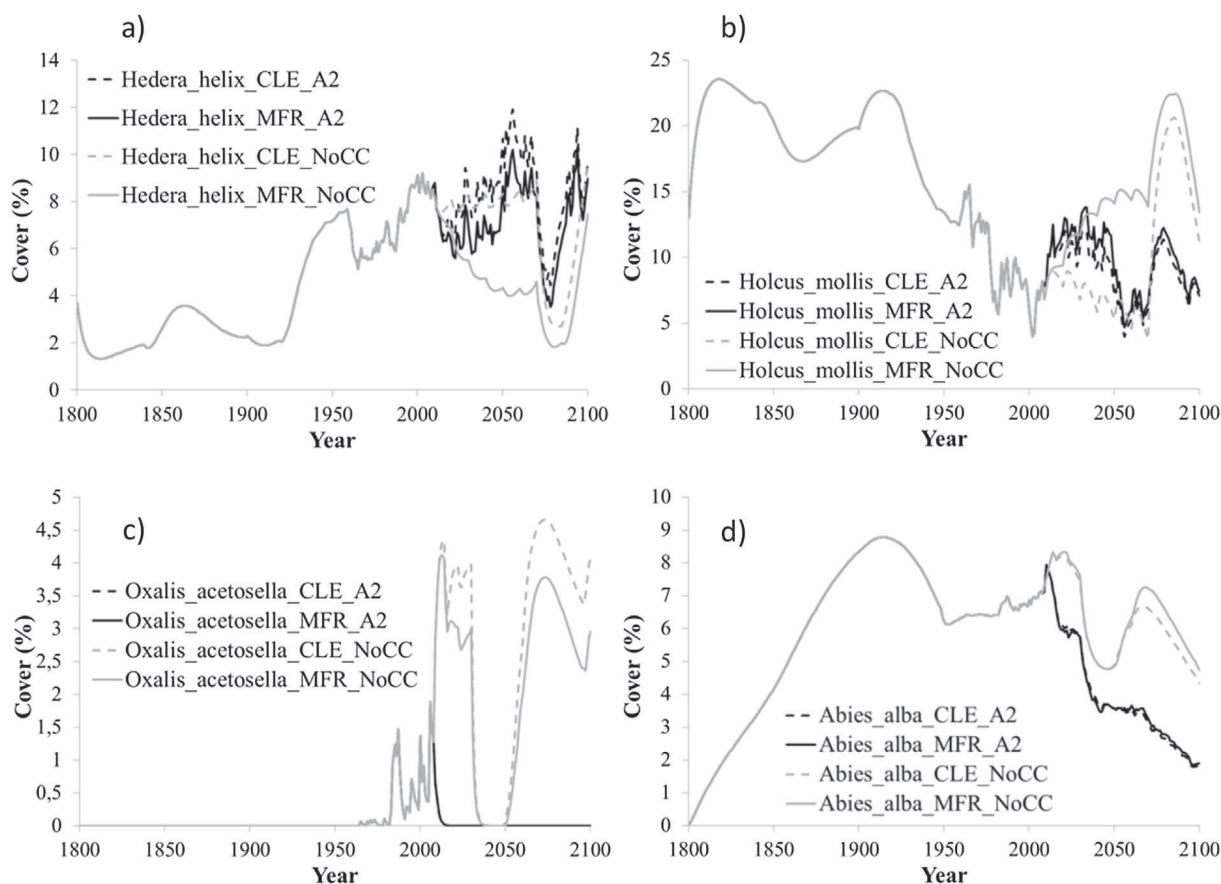 a)
14
12
10
8
6
4
2
0
Cover (%)
Hedera_helix_CLE_A2
Hedera_helix_MFR_A2
Hedera_helix_CLE_NoCC
Hedera_helix_MFR_NoCC
1800 1850 1900 1950 2000 2050 2100
Year
b)
25
20
15
10
5
0
Cover (%)
Holcus_mollis_CLE_A2
Holcus_mollis_MFR_A2
Holcus_mollis_CLE_NoCC
Holcus_mollis_MFR_NoCC
1800 1850 1900 1950 2000 2050 2100
Year
c)
5
4,5
4
3,5
3
2,5
2
1,5
1
0,5
0
Cover (%)
Oxalis_acetosella_CLE_A2
Oxalis_acetosella_MFR_A2
Oxalis_acetosella_CLE_NoCC
Oxalis_acetosella_MFR_NoCC
1800 1850 1900 1950 2000 2050 2100
Year
d)
10
9
8
7
6
5
4
3
2
1
0
Cover (%)
Abies_alba_CLE_A2
Abies_alba_MFR_A2
Abies_alba_CLE_NoCC
Abies_alba_MFR_NoCC
1800 1850 1900 1950 2000 2050 2100
Year